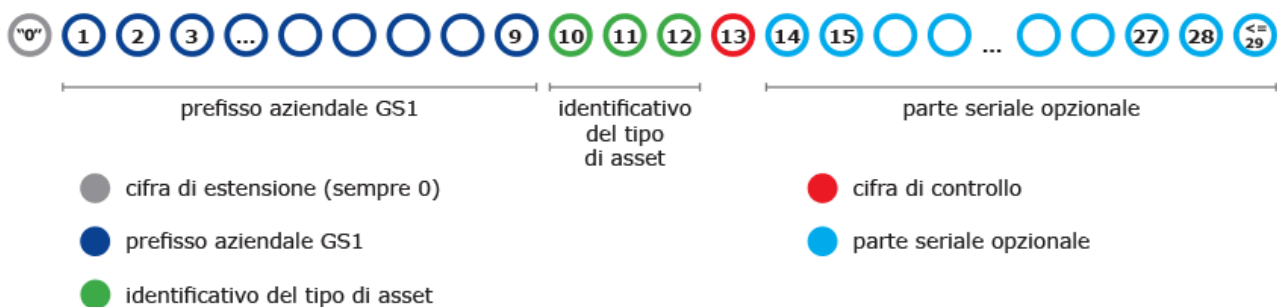 "0" 1 2 3 ... 9 10 11 12 13 14 15 ... 27 28 <= 29
prefisso aziendale GS1
identificativo
del tipo
di asset
parte seriale opzionale
cifra di estensione (sempre 0)
cifra di controllo
prefisso aziendale GS1
parte seriale opzionale
identificativo del tipo di asset